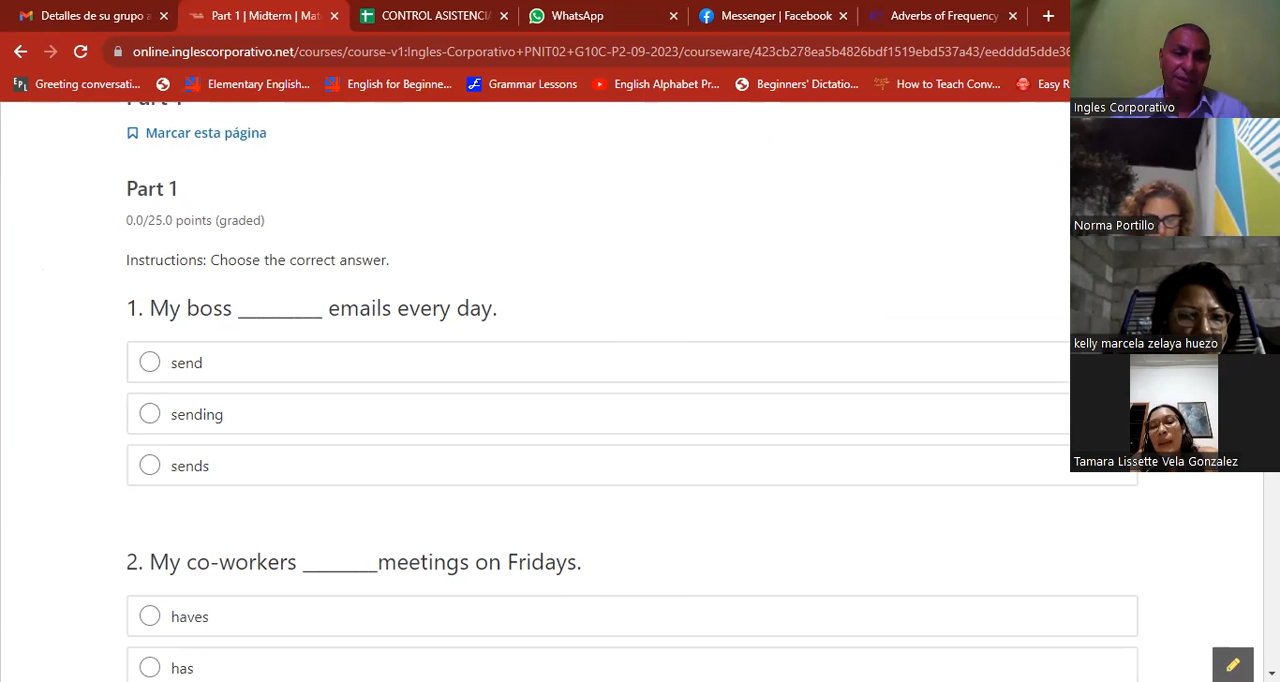 Detalles de su grupo a
Part 1 | Midterm | Mat
CONTROL ASISTENCI
WhatsApp
Messenger | Facebook
Adverbs of Frequency
online.inglescorporativo.net/courses/course-v1:Ingles-Corporativo+PNIT02+G10C-P2-09-2023/courseware/423cb278ea5b4826bdf1519ebd537a43/eedddd5dde36
Greeting conversati...
Elementary English...
English for Beginne...
Grammar Lessons
English Alphabet Pr...
Beginners' Dictatio...
How to Teach Conv...
Easy R
Part 1
Marcar esta página
Part 1
0.0/25.0 points (graded)
Instructions: Choose the correct answer.
1. My boss _________ emails every day.
send
sending
sends
2. My co-workers ________meetings on Fridays.
haves
has
Ingles Corporativo
Norma Portillo
kelly marcela zelaya huezo
Tamara Lissette Vela Gonzalez